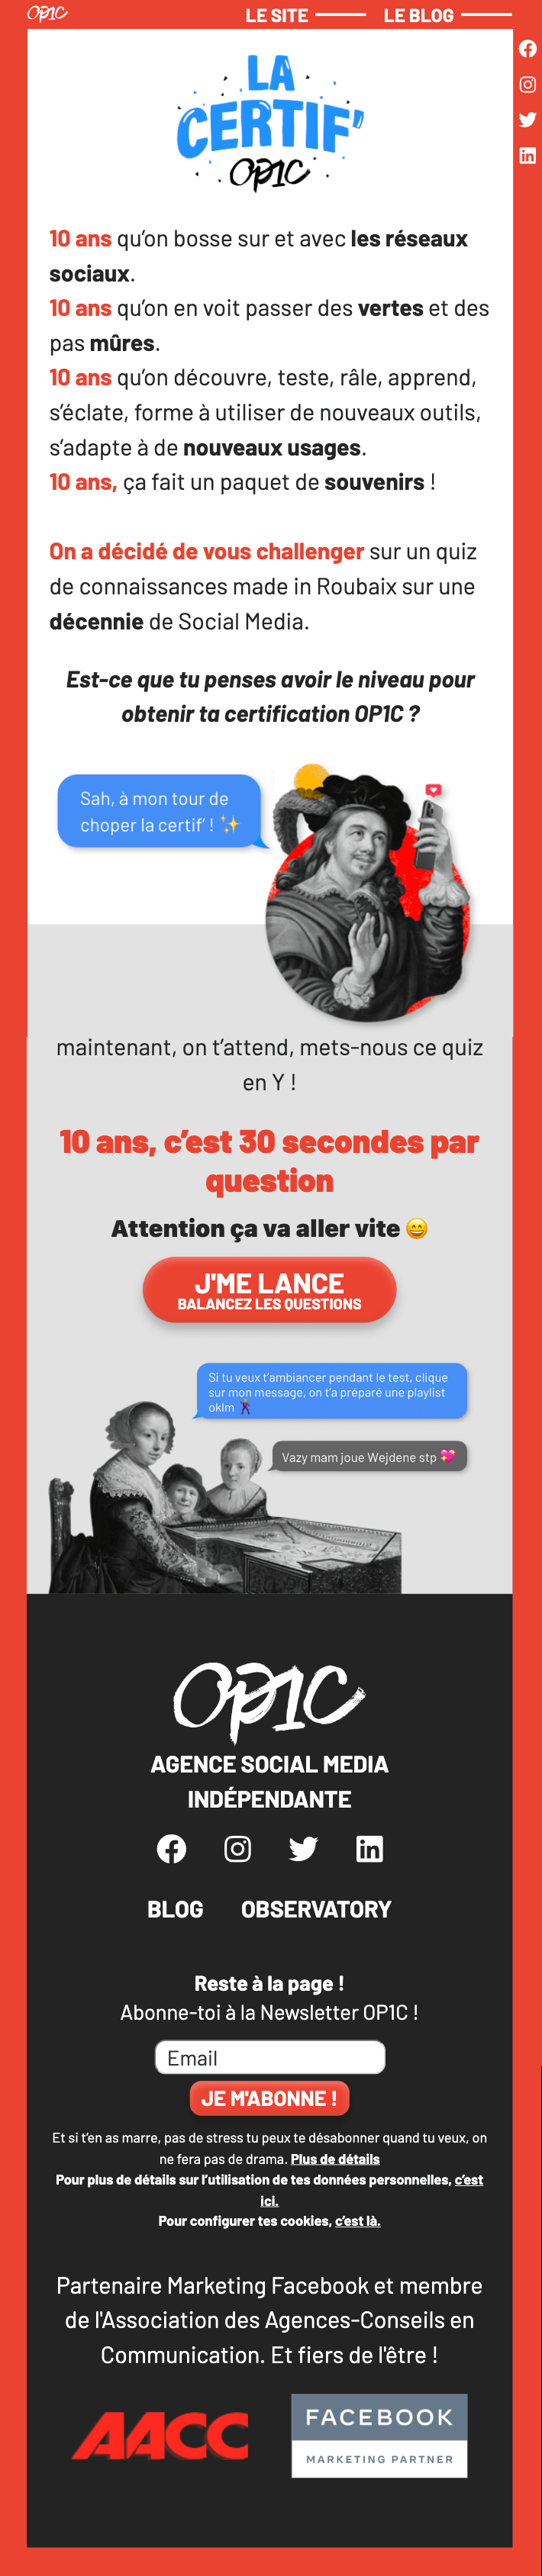 OP1C
LE SITE
LE BLOG
LA
CERTIF'
OP1C
10 ans qu’on bosse sur et avec les réseaux
sociaux.
10 ans qu’on en voit passer des vertes et des
pas mûres.
10 ans qu’on découvre, teste, râle, apprend,
s’éclate, forme à utiliser de nouveaux outils,
s’adapte à de nouveaux usages.
10 ans, ça fait un paquet de souvenirs !
On a décidé de vous challenger sur un quiz
de connaissances made in Roubaix sur une
décennie de Social Media.
Est-ce que tu penses avoir le niveau pour
obtenir ta certification OP1C ?
Sah, à mon tour de
choper la certif’ ! ✨
maintenant, on t’attend, mets-nous ce quiz
en Y !
10 ans, c’est 30 secondes par
question
Attention ça va aller vite 😄
J'ME LANCE
BALANCEZ LES QUESTIONS
Si tu veux t’ambiancer pendant le test, clique
sur mon message, on t’a préparé une playlist
oklm 🕺
Vazy mam joue Wejdene stp 💖
OP1C
AGENCE SOCIAL MEDIA
INDÉPENDANTE
BLOG
OBSERVATORY
Reste à la page !
Abonne-toi à la Newsletter OP1C !
Email
JE M'ABONNE !
Et si t’en as marre, pas de stress tu peux te désabonner quand tu veux, on
ne fera pas de drama. Plus de détails
Pour plus de détails sur l’utilisation de tes données personnelles, c’est
ici.
Pour configurer tes cookies, c’est là.
Partenaire Marketing Facebook et membre
de l'Association des Agences-Conseils en
Communication. Et fiers de l'être !
AACC
FACEBOOK
MARKETING PARTNER